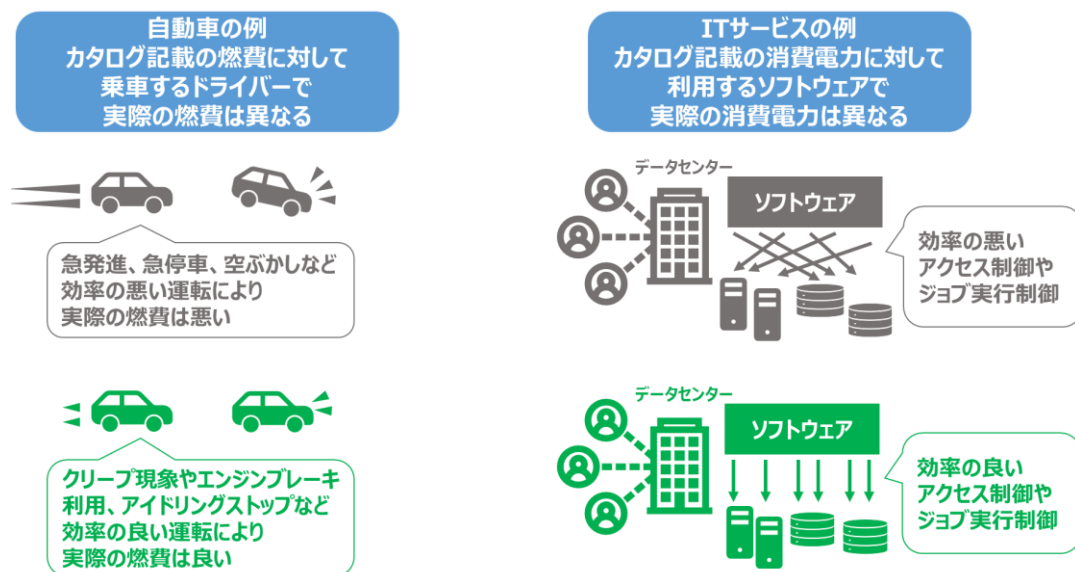 自動車の例
カタログ記載の燃費に対して
乗車するドライバーで
実際の燃費は異なる
急発進、急停車、空ぶかしなど
効率の悪い運転により
実際の燃費は悪い
クリープ現象やエンジンブレーキ
利用、アイドリングストップなど
効率の良い運転により
実際の燃費は良い
ITサービスの例
カタログ記載の消費電力に対して
利用するソフトウェアで
実際の消費電力は異なる
データセンター
ソフトウェア
効率の悪い
アクセス制御や
ジョブ実行制御
データセンター
ソフトウェア
効率の良い
アクセス制御や
ジョブ実行制御